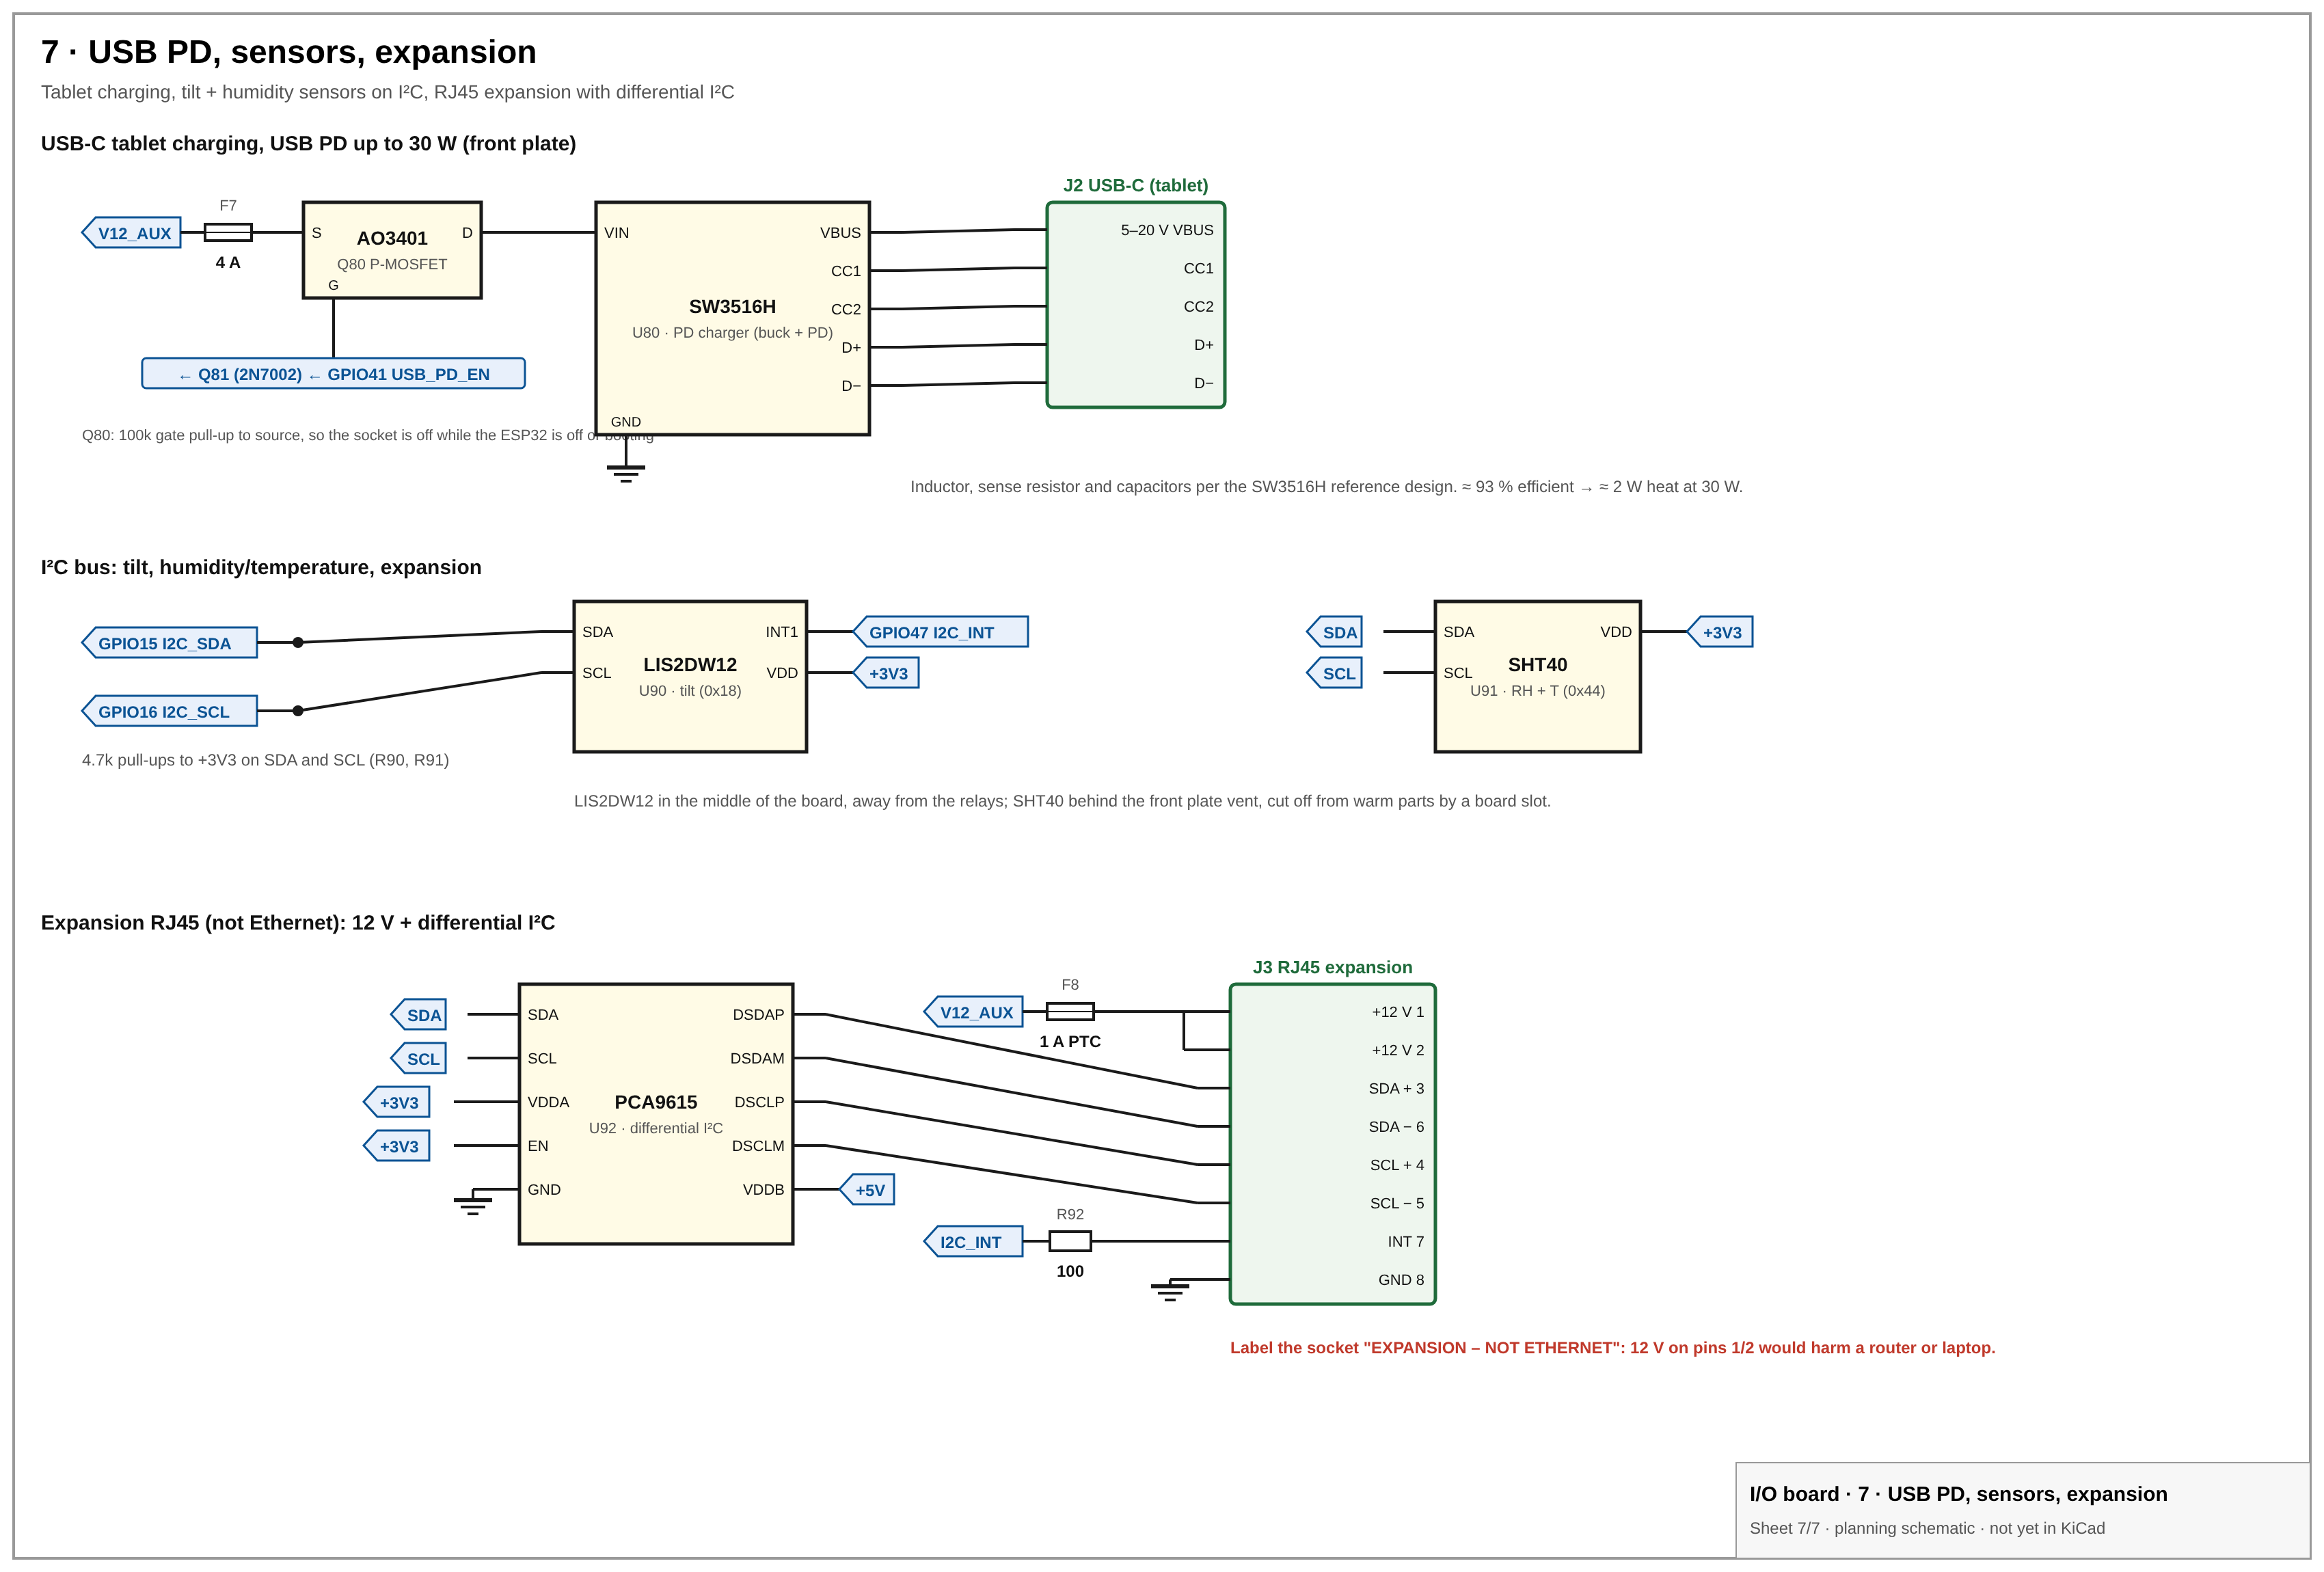 7 · USB PD, sensors, expansion
Tablet charging, tilt + humidity sensors on I²C, RJ45 expansion with differential I²C
USB-C tablet charging, USB PD up to 30 W (front plate)
J2 USB-C (tablet)
F7
V12_AUX
4 A
S
AO3401
D
Q80 P-MOSFET
G
← Q81 (2N7002) ← GPIO41 USB_PD_EN
Q80: 100k gate pull-up to source, so the socket is off while the ESP32 is off or booting
VIN
VBUS
CC1
SW3516H
CC2
U80 · PD charger (buck + PD)
D+
D−
GND
5–20 V VBUS
CC1
CC2
D+
D−
Inductor, sense resistor and capacitors per the SW3516H reference design. ≈ 93 % efficient → ≈ 2 W heat at 30 W.
I²C bus: tilt, humidity/temperature, expansion
GPIO15 I2C_SDA
GPIO16 I2C_SCL
4.7k pull-ups to +3V3 on SDA and SCL (R90, R91)
SDA
INT1
LIS2DW12
SCL
VDD
U90 · tilt (0x18)
GPIO47 I2C_INT
+3V3
SDA
SCL
SDA
VDD
SHT40
SCL
U91 · RH + T (0x44)
+3V3
LIS2DW12 in the middle of the board, away from the relays; SHT40 behind the front plate vent, cut off from warm parts by a board slot.
Expansion RJ45 (not Ethernet): 12 V + differential I²C
SDA
SCL
+3V3
+3V3
SDA
DSDAP
SCL
DSDAM
VDDA
PCA9615
DSCLP
U92 · differential I²C
EN
DSCLM
GND
VDDB
+5V
F8
V12_AUX
1 A PTC
R92
I2C_INT
100
J3 RJ45 expansion
+12 V 1
+12 V 2
SDA + 3
SDA − 6
SCL + 4
SCL − 5
INT 7
GND 8
Label the socket "EXPANSION – NOT ETHERNET": 12 V on pins 1/2 would harm a router or laptop.
I/O board · 7 · USB PD, sensors, expansion
Sheet 7/7 · planning schematic · not yet in KiCad